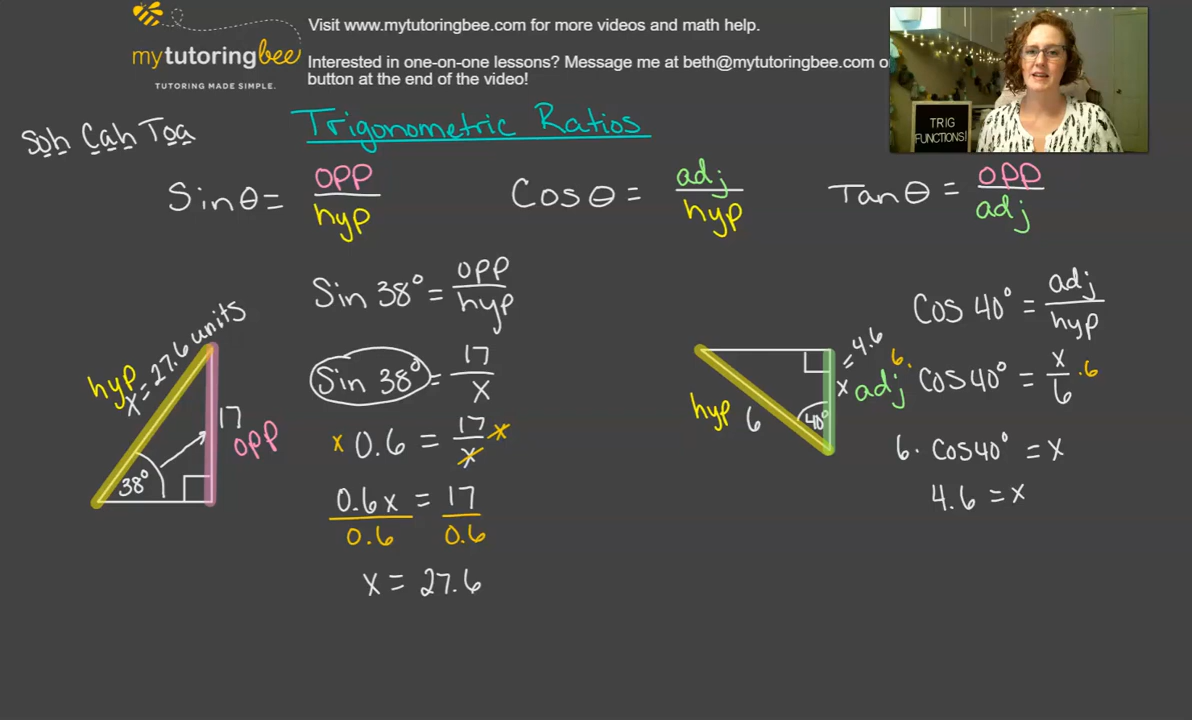 mytutoringbee
TUTORING MADE SIMPLE.
Visit www.mytutoringbee.com for more videos and math help.
Interested in one-on-one lessons? Message me at beth@mytutoringbee.com o
button at the end of the video!
TRIG
FUNCTIONS!
Soh Cah Toa
Trigonometric Ratios
Sinθ = opp/hyp
Cosθ = adj/hyp
Tanθ = opp/adj
hyp
x = 27.6 units
17
opp
38°
Sin 38° = opp/hyp
Sin 38° = 17/x
x 0.6 = 17/x x
0.6x = 17
0.6 0.6
x = 27.6
hyp 6
40°
x = 4.6
adj
Cos 40° = adj/hyp
6· Cos40° = x/6 ·6
6· Cos40° = x
4.6 = x